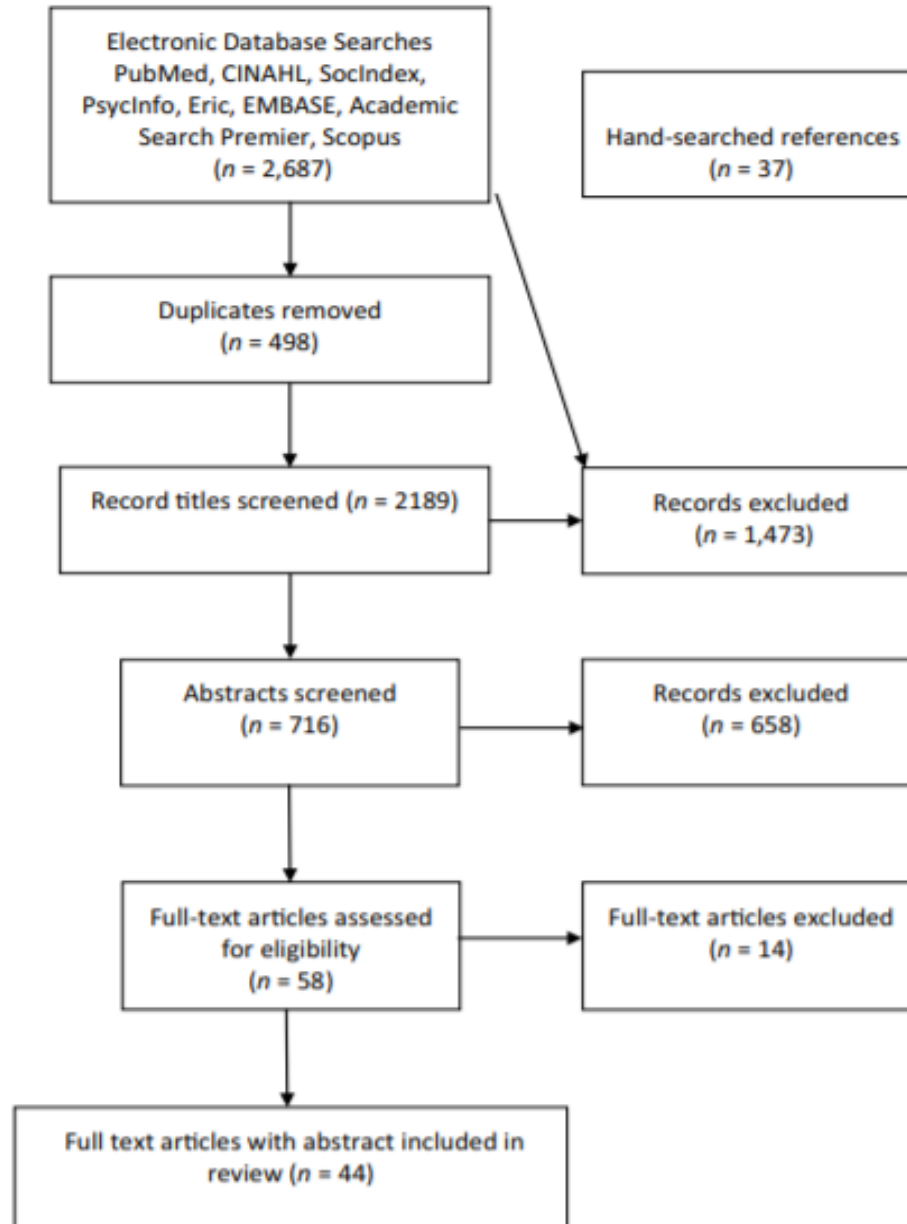 Electronic Database Searches
PubMed, CINAHL, SocIndex,
PsycInfo, Eric, EMBASE, Academic
Search Premier, Scopus
(n = 2,687)
Hand-searched references
(n = 37)
Duplicates removed
(n = 498)
Record titles screened (n = 2189)
Records excluded
(n = 1,473)
Abstracts screened
(n = 716)
Records excluded
(n = 658)
Full-text articles assessed
for eligibility
(n = 58)
Full-text articles excluded
(n = 14)
Full text articles with abstract included in
review (n = 44)